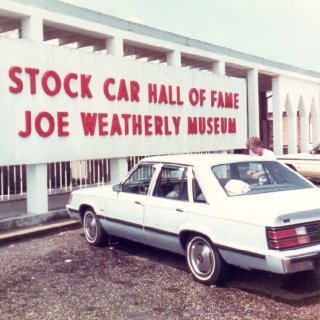 STOCK CAR HALL OF FAME
JOE WEATHERLY MUSEUM